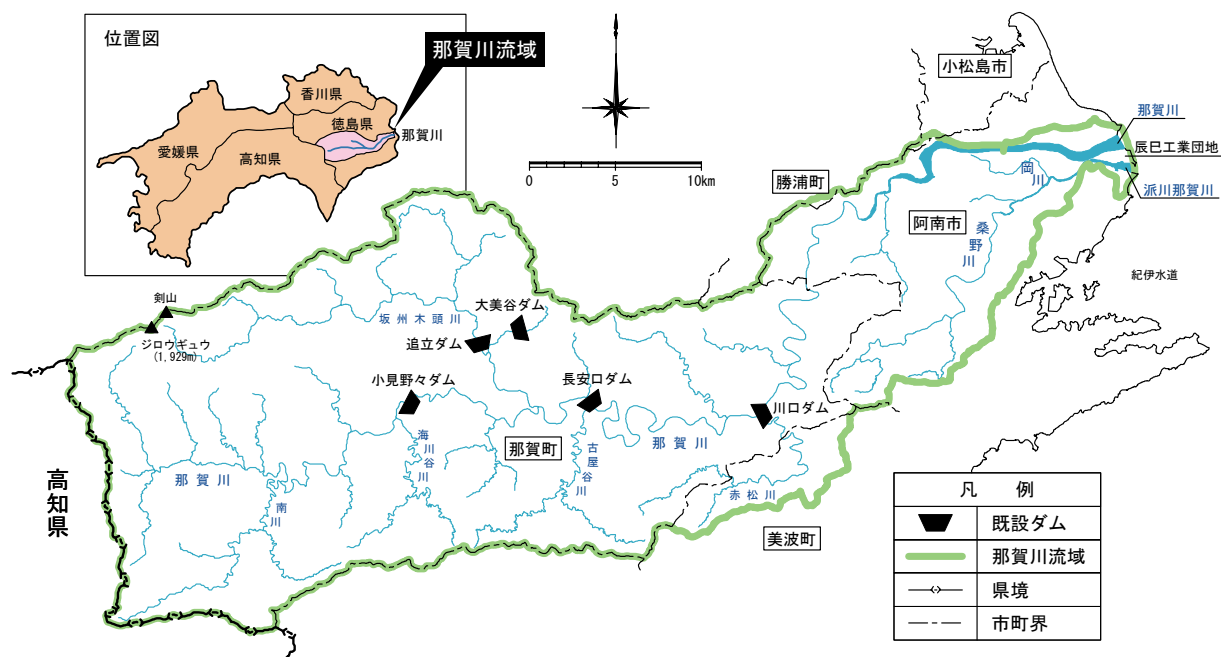 位置図
那賀川流域
香川県
徳島県
那賀川
愛媛県
高知県
0
5
10km
小松島市
那賀川
辰巳工業団地
派川那賀川
勝浦町
岡川
阿南市
桑野川
紀伊水道
剣山
ジロウギュウ
(1,929m)
坂州木頭川
大美谷ダム
追立ダム
小見野々ダム
長安口ダム
川口ダム
那賀町
海川谷川
古屋谷川
那賀川
那賀川
南川
赤松川
美波町
高知県
凡 例
既設ダム
那賀川流域
県境
市町界